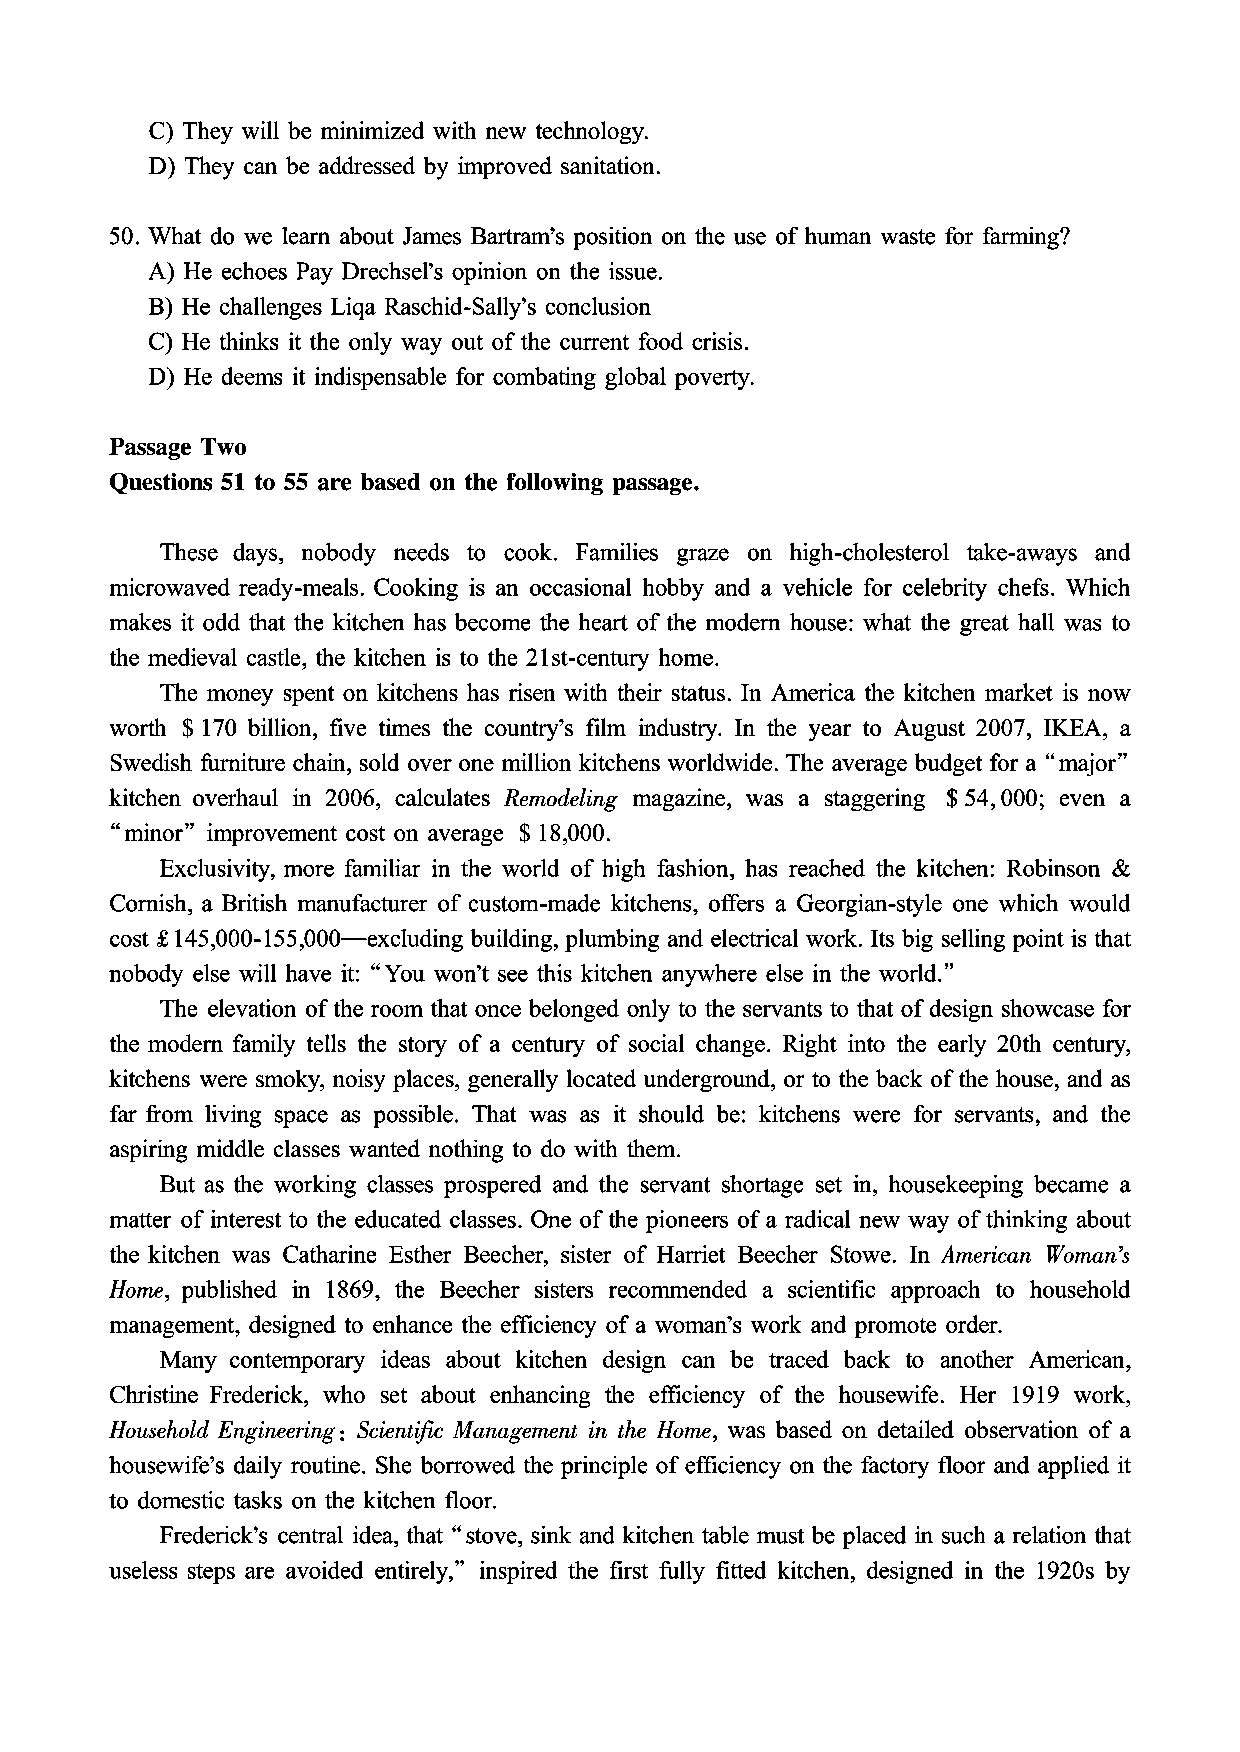 C) They will be minimized with new technology.
D) They can be addressed by improved sanitation.
50. What do we learn about James Bartram’s position on the use of human waste for farming?
A) He echoes Pay Drechsel’s opinion on the issue.
B) He challenges Liqa Raschid-Sally’s conclusion
C) He thinks it the only way out of the current food crisis.
D) He deems it indispensable for combating global poverty.
Passage Two
Questions 51 to 55 are based on the following passage.
These days, nobody needs to cook. Families graze on high-cholesterol take-aways and
microwaved ready-meals. Cooking is an occasional hobby and a vehicle for celebrity chefs. Which
makes it odd that the kitchen has become the heart of the modern house: what the great hall was to
the medieval castle, the kitchen is to the 21st-century home.
The money spent on kitchens has risen with their status. In America the kitchen market is now
worth $170 billion, five times the country’s film industry. In the year to August 2007, IKEA, a
Swedish furniture chain, sold over one million kitchens worldwide. The average budget for a “major”
kitchen overhaul in 2006, calculates Remodeling magazine, was a staggering $54,000; even a
“minor” improvement cost on average $18,000.
Exclusivity, more familiar in the world of high fashion, has reached the kitchen: Robinson &
Cornish, a British manufacturer of custom-made kitchens, offers a Georgian-style one which would
cost £145,000-155,000—excluding building, plumbing and electrical work. Its big selling point is that
nobody else will have it: “You won’t see this kitchen anywhere else in the world.”
The elevation of the room that once belonged only to the servants to that of design showcase for
the modern family tells the story of a century of social change. Right into the early 20th century,
kitchens were smoky, noisy places, generally located underground, or to the back of the house, and as
far from living space as possible. That was as it should be: kitchens were for servants, and the
aspiring middle classes wanted nothing to do with them.
But as the working classes prospered and the servant shortage set in, housekeeping became a
matter of interest to the educated classes. One of the pioneers of a radical new way of thinking about
the kitchen was Catharine Esther Beecher, sister of Harriet Beecher Stowe. In American Woman’s
Home, published in 1869, the Beecher sisters recommended a scientific approach to household
management, designed to enhance the efficiency of a woman’s work and promote order.
Many contemporary ideas about kitchen design can be traced back to another American,
Christine Frederick, who set about enhancing the efficiency of the housewife. Her 1919 work,
Household Engineering: Scientific Management in the Home, was based on detailed observation of a
housewife’s daily routine. She borrowed the principle of efficiency on the factory floor and applied it
to domestic tasks on the kitchen floor.
Frederick’s central idea, that “stove, sink and kitchen table must be placed in such a relation that
useless steps are avoided entirely,” inspired the first fully fitted kitchen, designed in the 1920s by